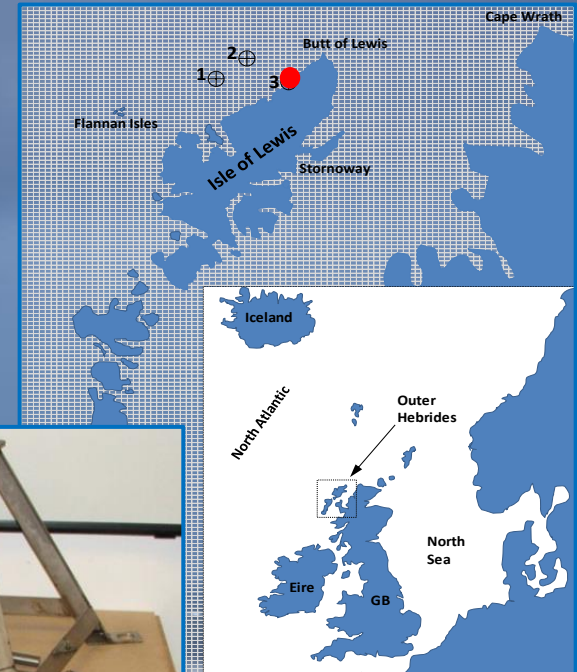 Cape Wrath
Butt of Lewis
2
1
3
Flannan Isles
Isle of Lewis
Stornoway
Iceland
North Atlantic
Outer
Hebrides
North
Sea
Eire
GB